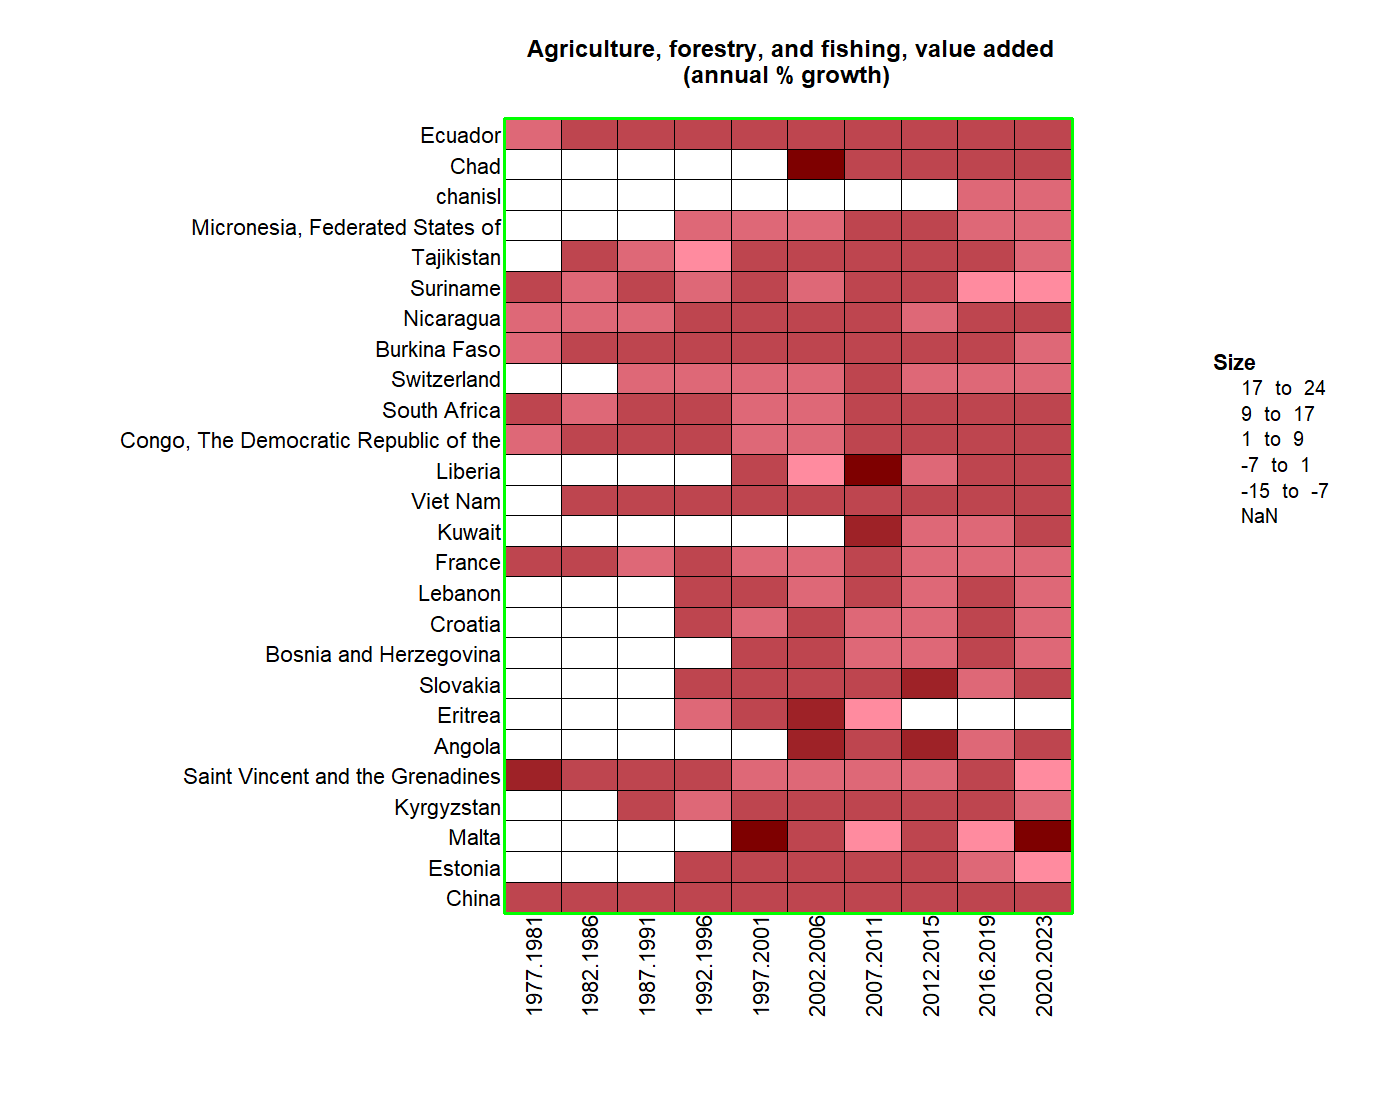 Agriculture, forestry, and fishing, value added
(annual % growth)
Ecuador
Chad
chanisl
Micronesia, Federated States of
Tajikistan
Suriname
Nicaragua
Burkina Faso
Switzerland
South Africa
Congo, The Democratic Republic of the
Liberia
Viet Nam
Kuwait
France
Lebanon
Croatia
Bosnia and Herzegovina
Slovakia
Eritrea
Angola
Saint Vincent and the Grenadines
Kyrgyzstan
Malta
Estonia
China
1977.1981
1982.1986
1987.1991
1992.1996
1997.2001
2002.2006
2007.2011
2012.2015
2016.2019
2020.2023
Size
17 to 24
9 to 17
1 to 9
-7 to 1
-15 to -7
NaN